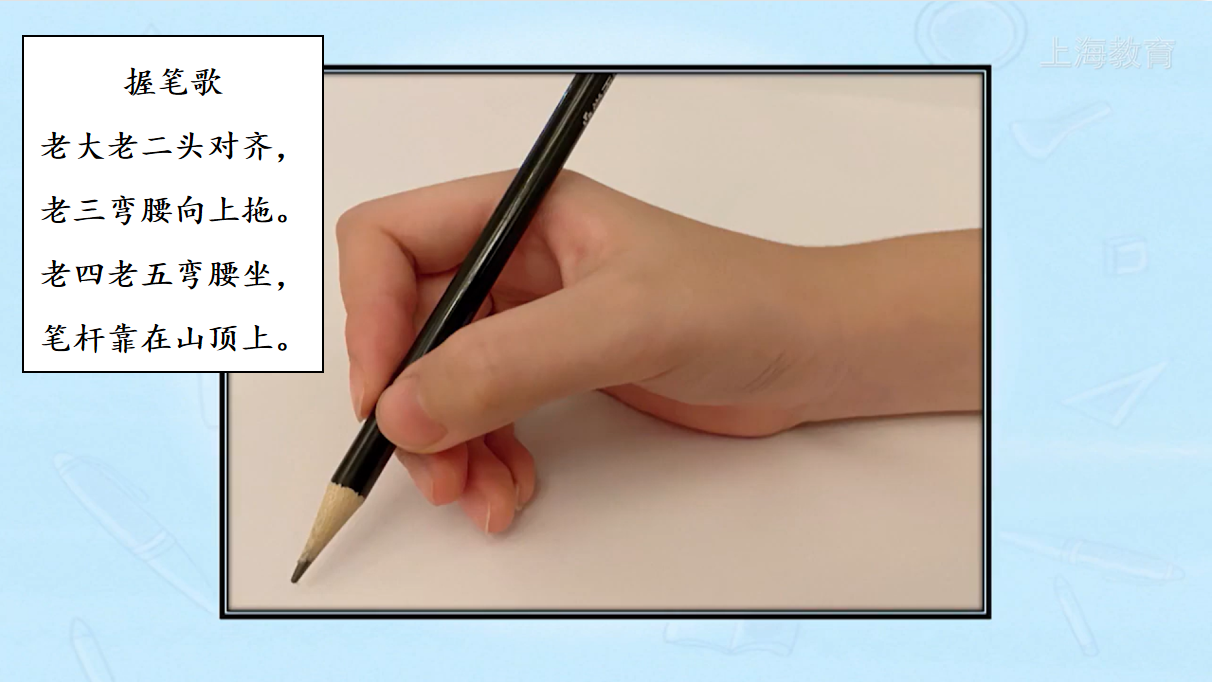 握笔歌
老大老二头对齐，
老三弯腰向上拖。
老四老五弯腰坐，
笔杆靠在山顶上。
上海教育